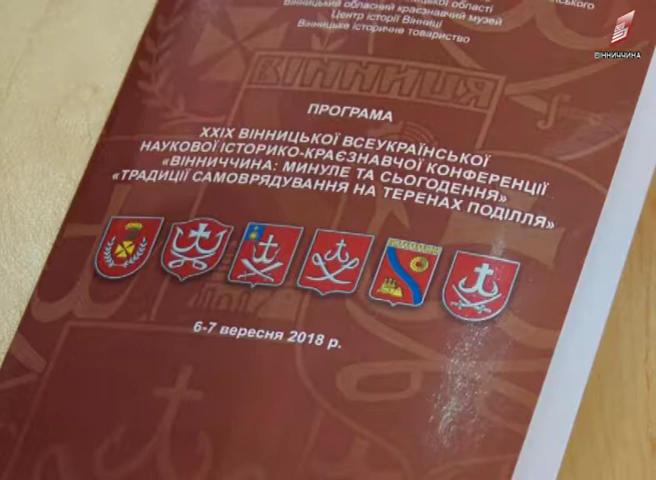 області
Вінницький обласний краєзнавчий музей
Центр історії Вінниці
Вінницьке історичне товариство
ВІННИЧЧИНА
ВІННИЦЯ
ПРОГРАМА
XXIX ВІННИЦЬКОЇ ВСЕУКРАЇНСЬКОЇ
НАУКОВОЇ ІСТОРИКО-КРАЄЗНАВЧОЇ КОНФЕРЕНЦІЇ
«ВІННИЧЧИНА: МИНУЛЕ ТА СЬОГОДЕННЯ»
«ТРАДИЦІЇ САМОВРЯДУВАННЯ НА ТЕРЕНАХ ПОДІЛЛЯ»
6-7 вересня 2018 р.